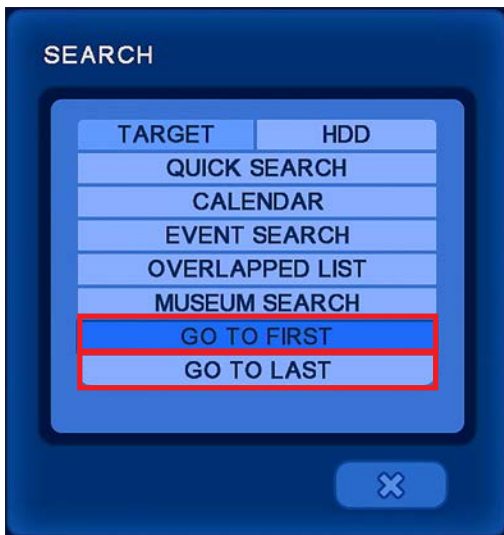 SEARCH
TARGET HDD
QUICK SEARCH
CALENDAR
EVENT SEARCH
OVERLAPPED LIST
MUSEUM SEARCH
GO TO FIRST
GO TO LAST